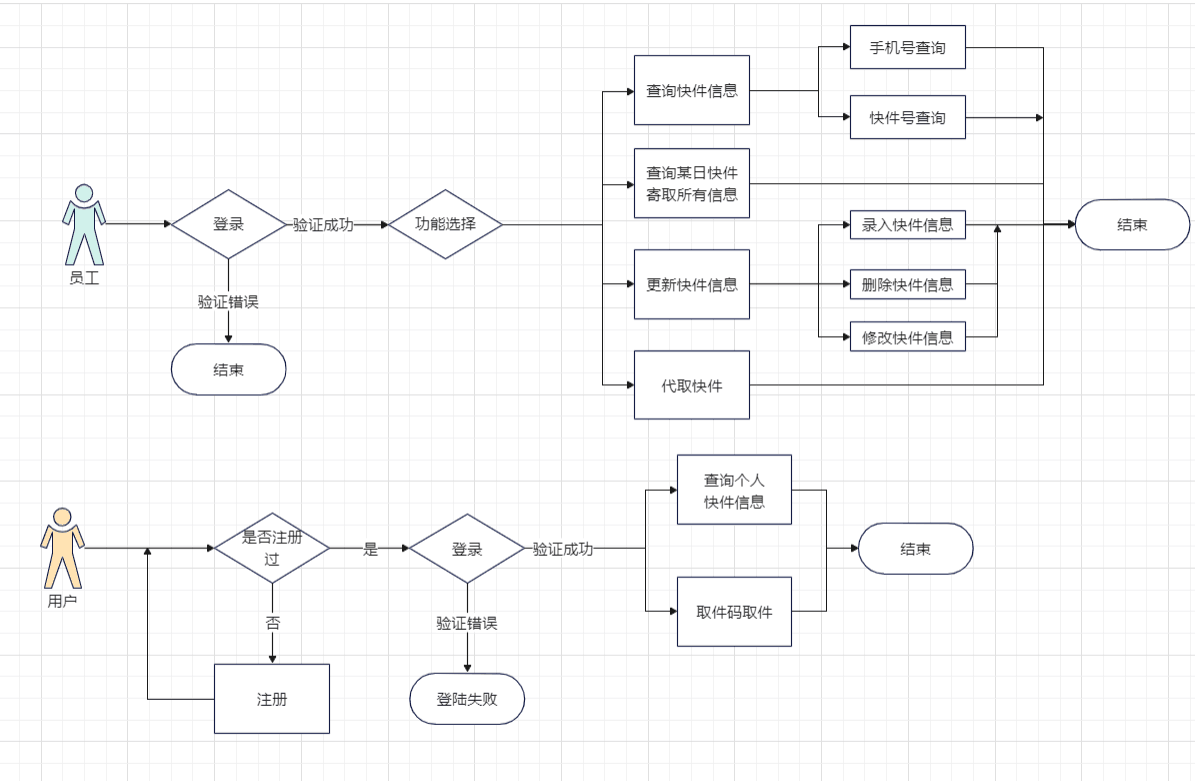 手机号查询
查询快件信息
快件号查询
查询某日快件
寄取所有信息
登录
验证成功
功能选择
录入快件信息
结束
员工
更新快件信息
删除快件信息
验证错误
修改快件信息
结束
代取快件
查询个人
快件信息
是否注册
过
是
登录
验证成功
结束
用户
取件码取件
否
验证错误
注册
登陆失败